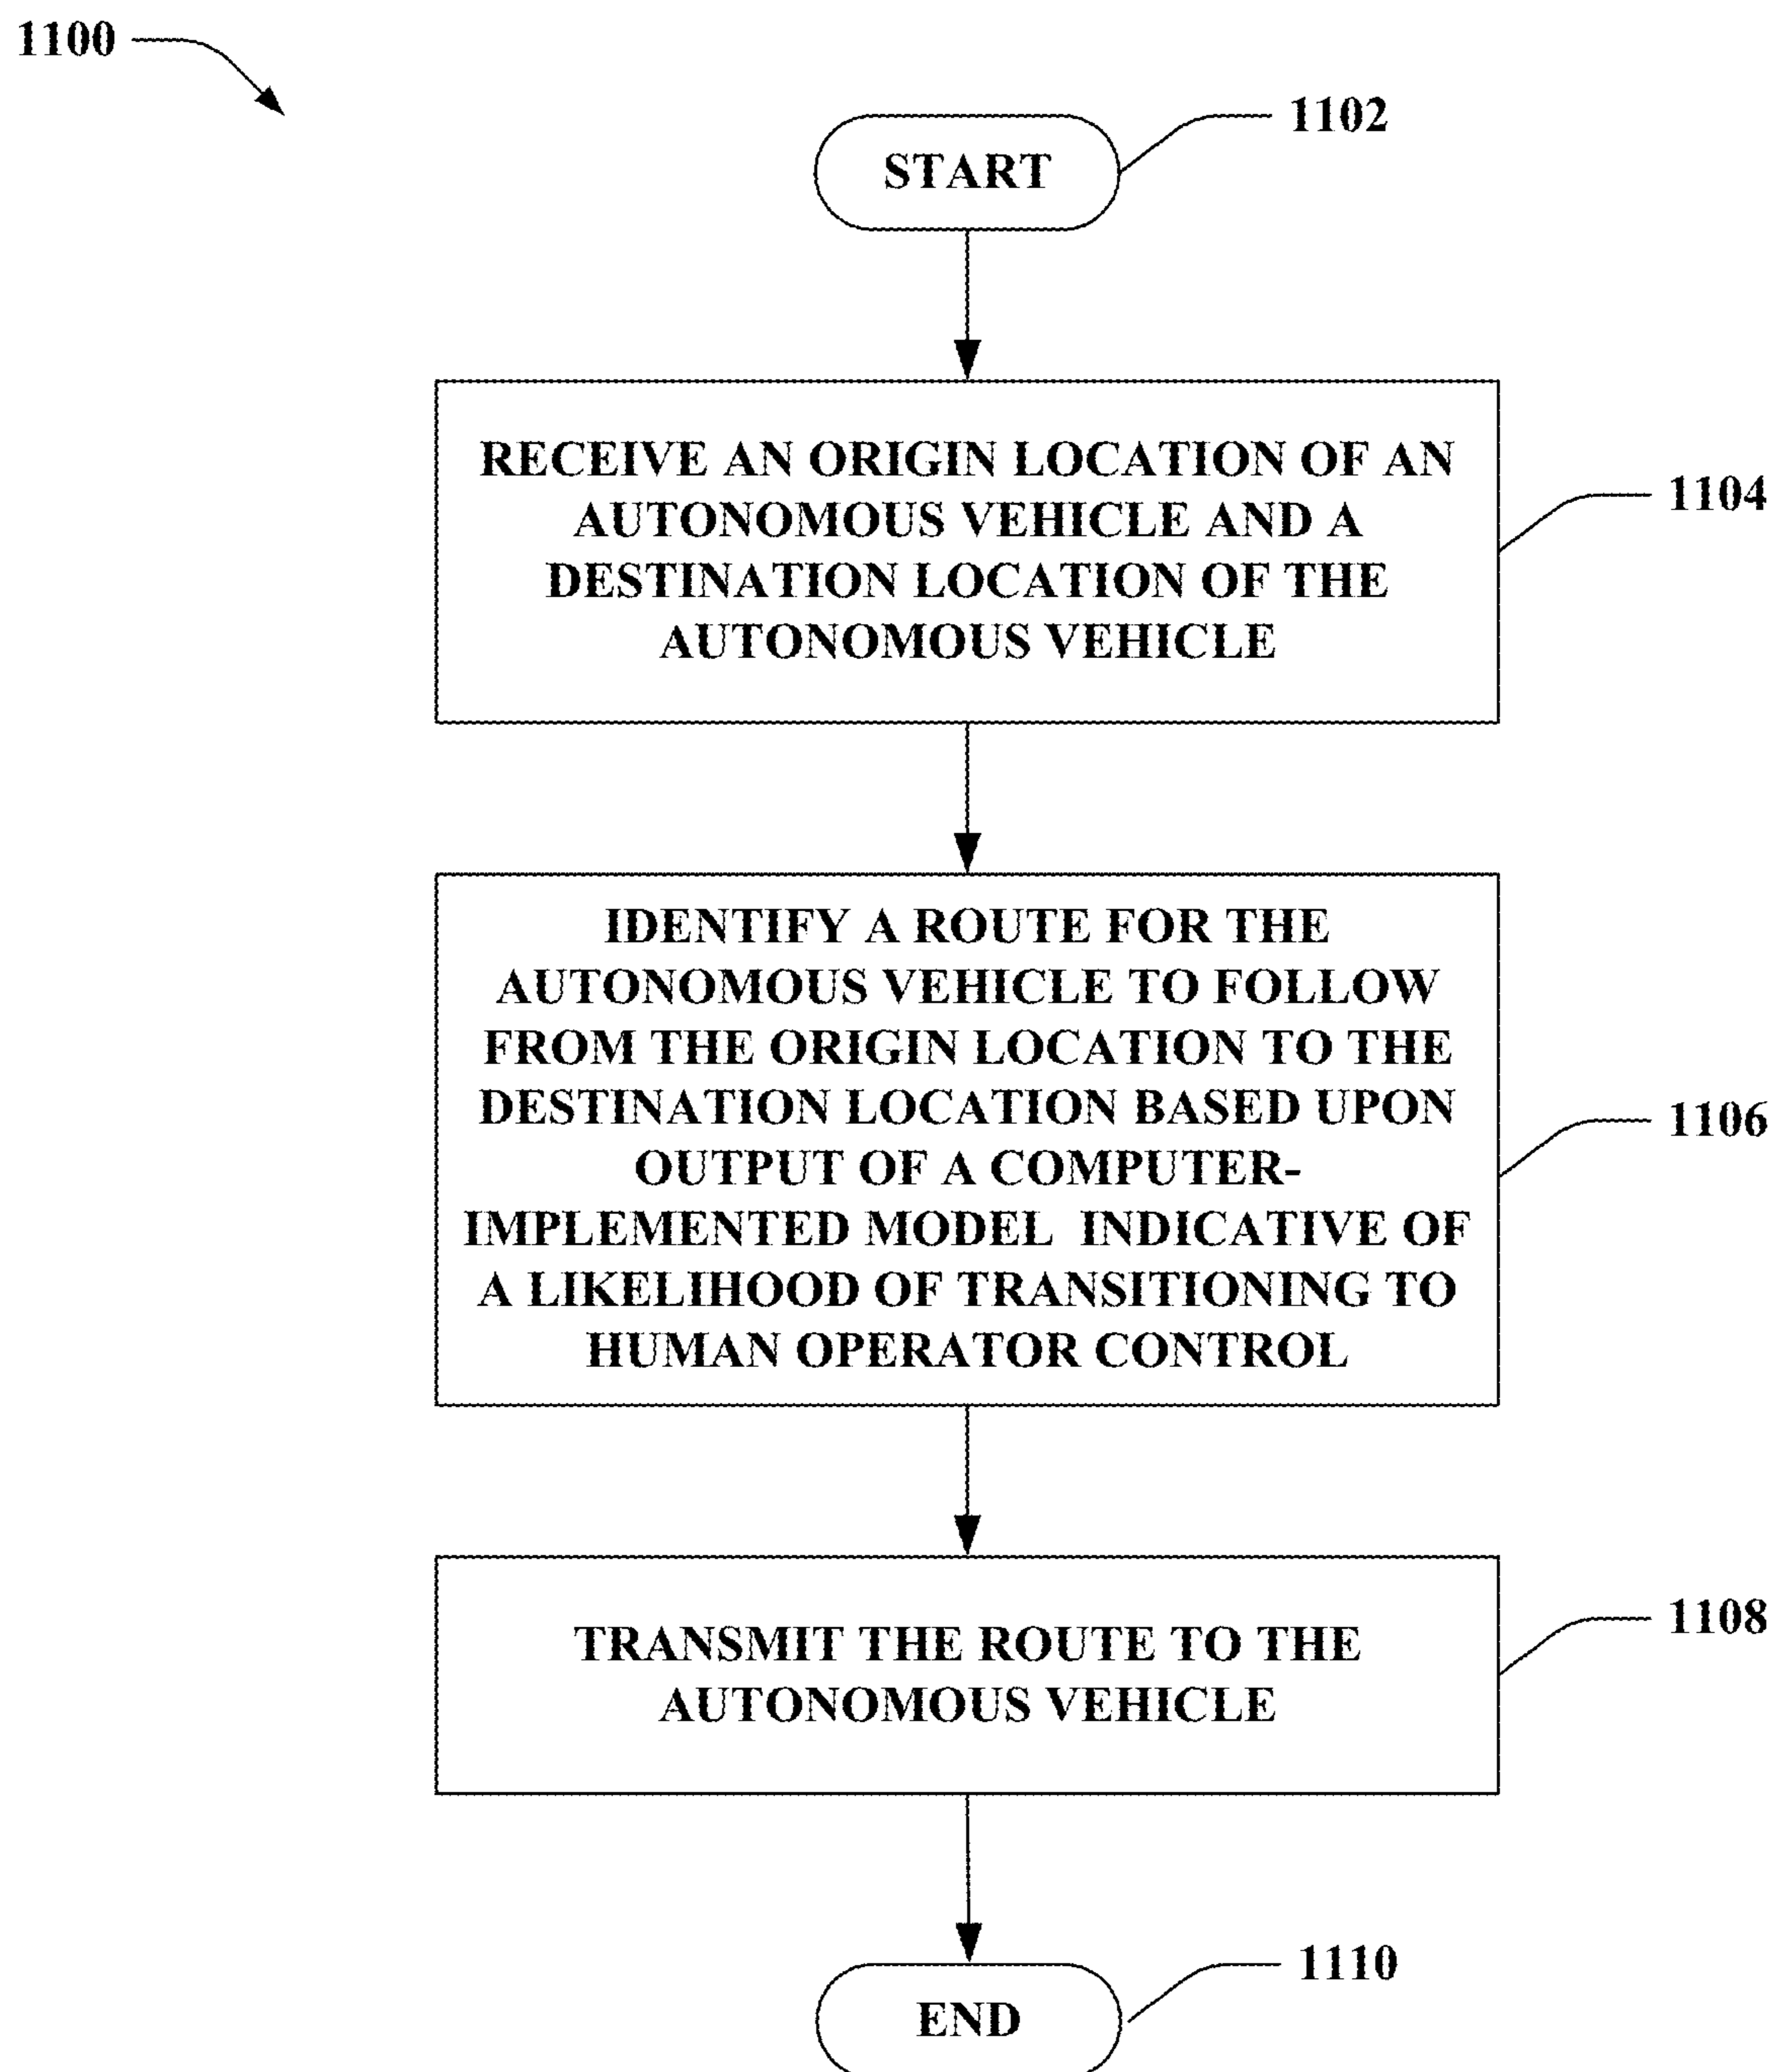 1100
1102
START
RECEIVE AN ORIGIN LOCATION OF AN
AUTONOMOUS VEHICLE AND A
DESTINATION LOCATION OF THE
AUTONOMOUS VEHICLE
1104
IDENTIFY A ROUTE FOR THE
AUTONOMOUS VEHICLE TO FOLLOW
FROM THE ORIGIN LOCATION TO THE
DESTINATION LOCATION BASED UPON
OUTPUT OF A COMPUTER-
IMPLEMENTED MODEL INDICATIVE OF
A LIKELIHOOD OF TRANSITIONING TO
HUMAN OPERATOR CONTROL
1106
TRANSMIT THE ROUTE TO THE
AUTONOMOUS VEHICLE
1108
1110
END